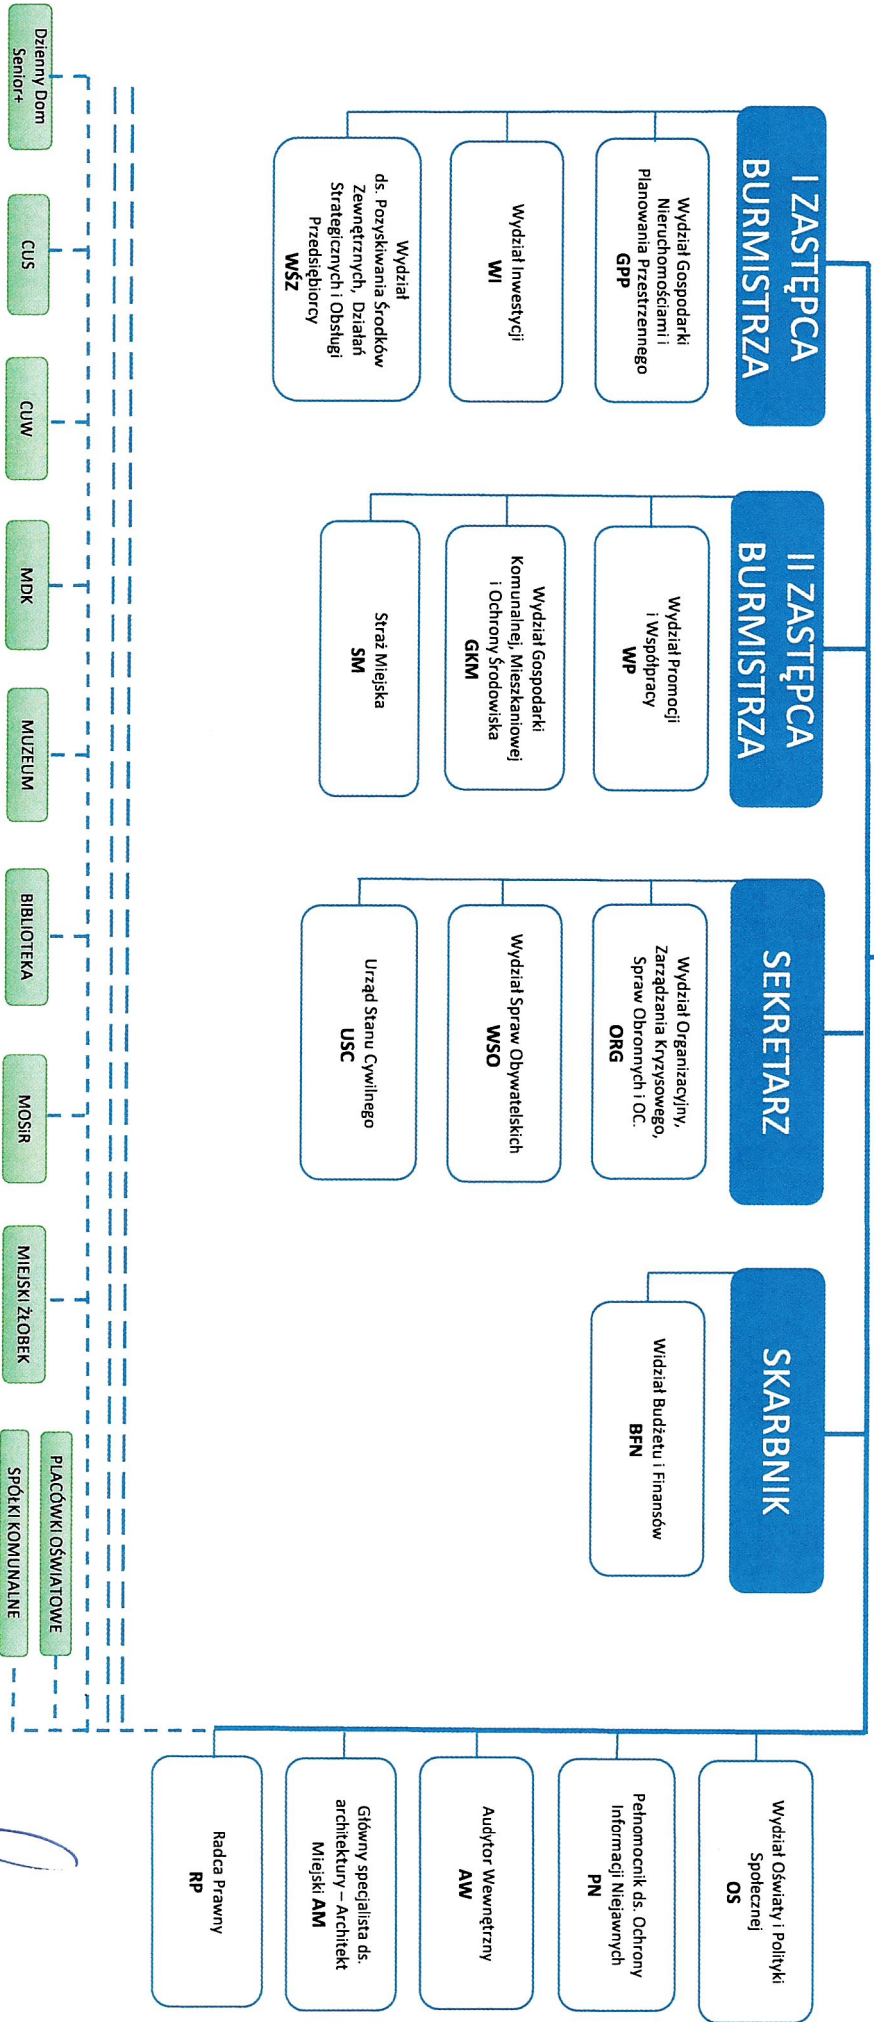 I ZASTĘPCA
BURMISTRZA
Wydział Gospodarki
Nieruchomościami i
Planowania Przestrzennego
GPP
Wydział Inwestycji
WI
Wydział
ds. Pozyskiwania Środków
Zewnętrznych, Działań
Strategicznych i Obsługi
Przedsiębiorcy
WŚZ
II ZASTĘPCA
BURMISTRZA
Wydział Promocji
i Współpracy
WP
Wydział Gospodarki
Komunalnej, Mieszkaniowej
i Ochrony Środowiska
GKM
Straż Miejska
SM
SEKRETARZ
Wydział Organizacyjny,
Zarządzania Kryzysowego,
Spraw Obronnych i OC.
ORG
Wydział Spraw Obywatelskich
WSO
Urząd Stanu Cywilnego
USC
SKARBNIK
Widział Budżetu i Finansów
BFN
Wydział Oświaty i Polityki
Społecznej
OS
Pełnomocnik ds. Ochrony
Informacji Niejawnych
PN
Audytor Wewnętrzny
AW
Główny specjalista ds.
architektury – Architekt
Miejski AM
Radca Prawny
RP
Dzienny Dom
Senior+
CUS
CUW
MDK
MUZEUM
BIBLIOTEKA
MOSiR
MIEJSKI ŻŁOBEK
PLACÓWKI OŚWIATOWE
SPÓŁKI KOMUNALNE